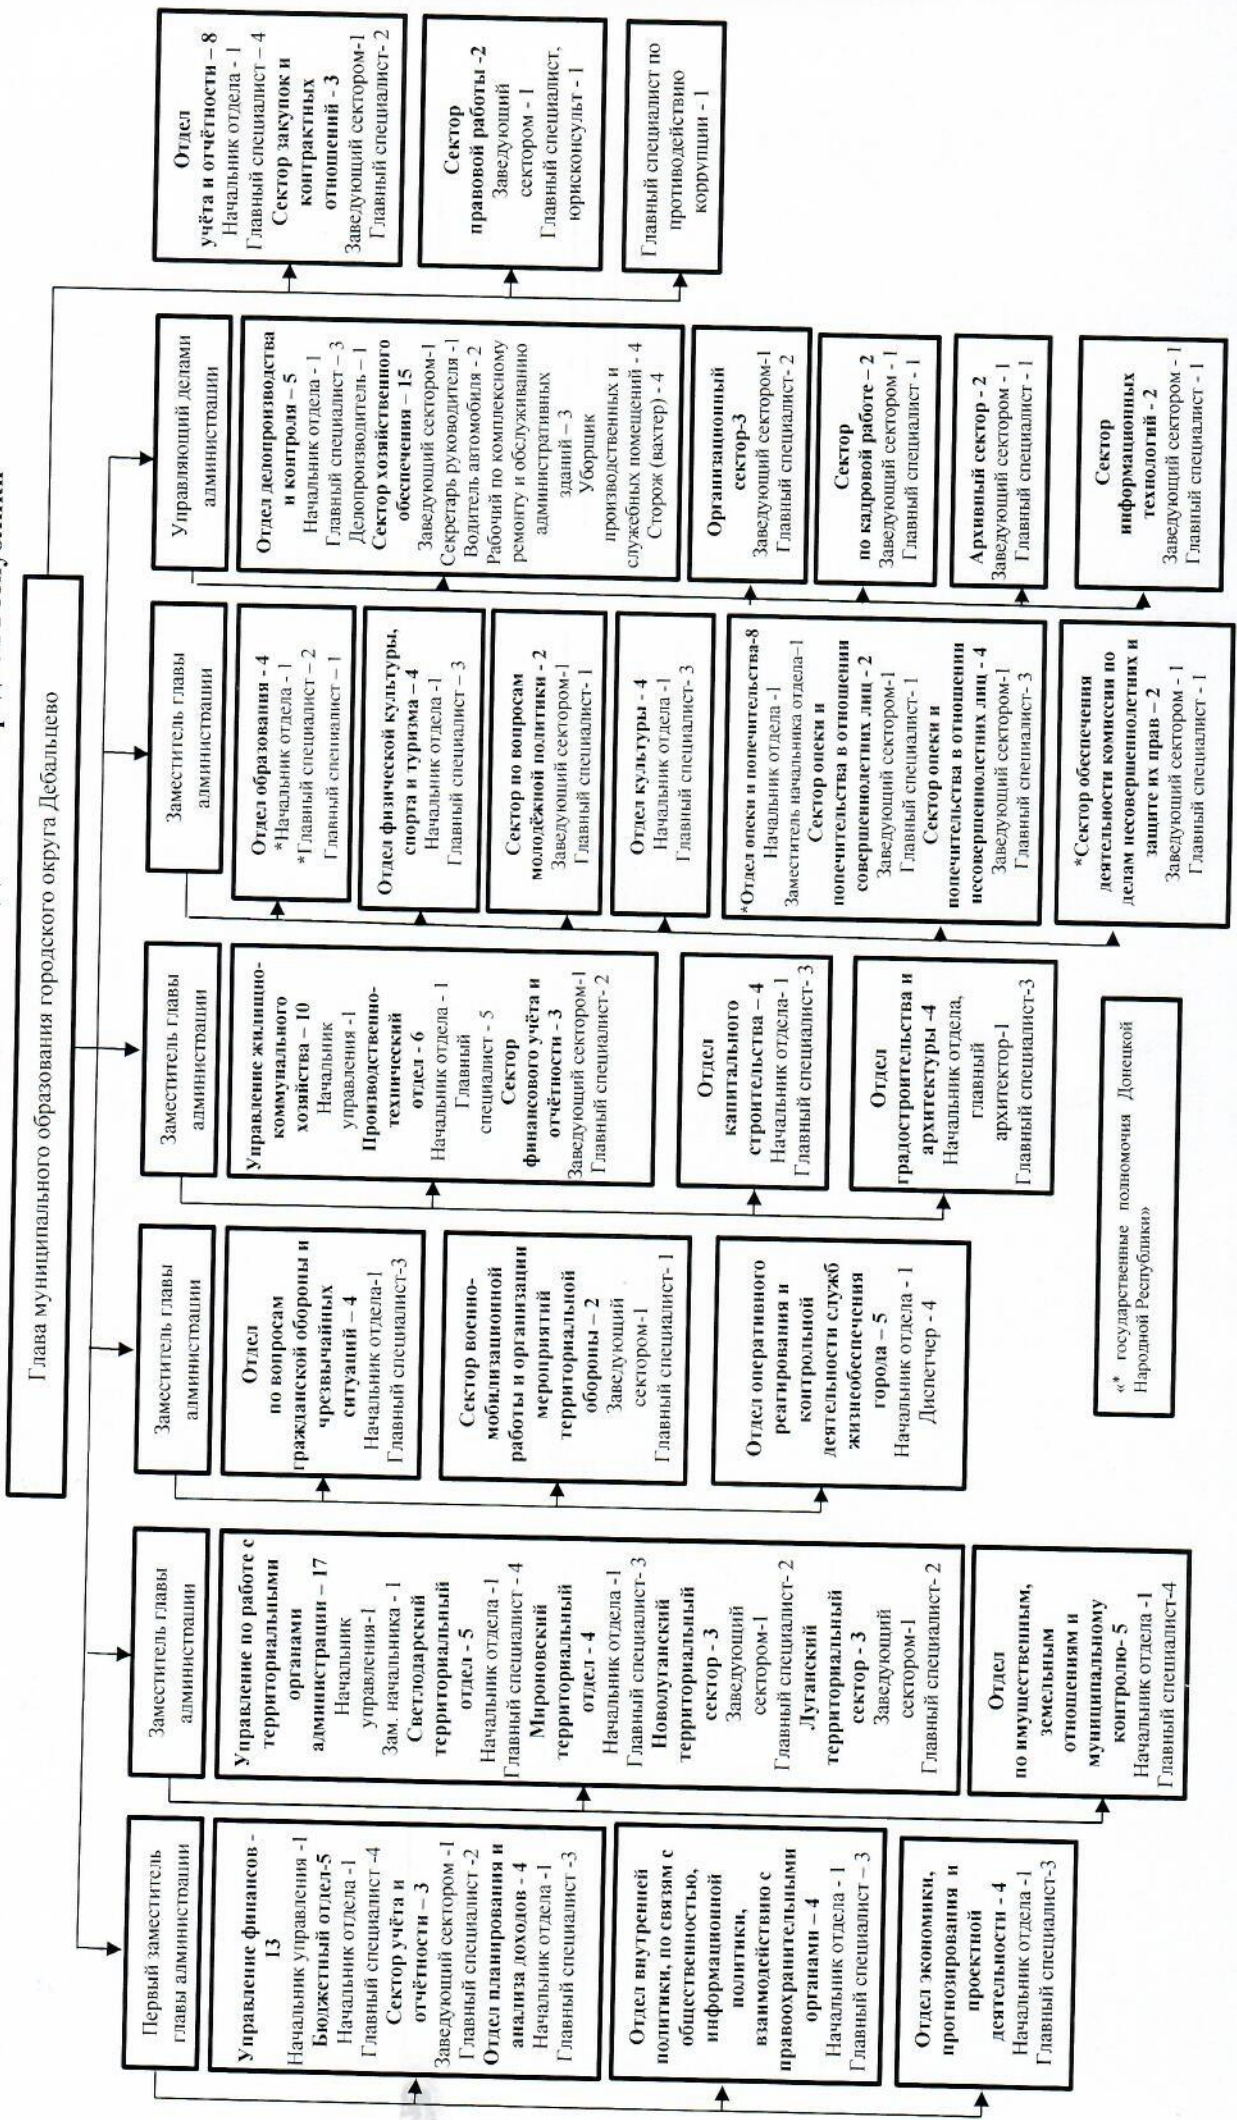 Глава муниципального образования городского округа Дебальцево
Первый заместитель
главы администрации
Управление финансов -
13
Начальник управления -1
Бюджетный отдел-5
Начальник отдела -1
Главный специалист -4
Сектор учёта и
отчётности – 3
Заведующий сектором -1
Главный специалист -2
Отдел планирования и
анализа доходов - 4
Начальник отдела -1
Главный специалист -3
Отдел внутренней
политики, по связям с
общественностью,
информационной
политики,
взаимодействию с
правоохранительными
органами – 4
Начальник отдела - 1
Главный специалист – 3
Отдел экономики,
прогнозирования и
проектной
деятельности - 4
Начальник отдела -1
Главный специалист-3
Заместитель главы
администрации
Управление по работе с
территориальными
органами
администрации – 17
Начальник
управления-1
Зам. начальника - 1
Светлодарский
территориальный
отдел - 5
Начальник отдела -1
Главный специалист - 4
Мироновский
территориальный
отдел - 4
Начальник отдела -1
Главный специалист- 3
Новолуганский
территориальный
сектор - 3
Заведующий
сектором-1
Главный специалист- 2
Луганский
территориальный
сектор - 3
Заведующий
сектором-1
Главный специалист- 2
Отдел
по имущественным,
земельным
отношениям и
муниципальному
контролю- 5
Начальник отдела -1
Главный специалист-4
Заместитель главы
администрации
Отдел
по вопросам
гражданской обороны и
чрезвычайных
ситуаций – 4
Начальник отдела-1
Главный специалист-3
Сектор военно-
мобилизационной
работы и организации
мероприятий
территориальной
обороны – 2
Заведующий
сектором-1
Главный специалист- 1
Отдел оперативного
реагирования и
контрольной
деятельности служб
жизнеобеспечения
города – 5
Начальник отдела - 1
Диспетчер - 4
Заместитель главы
администрации
Управление жилищно-
коммунального
хозяйства – 10
Начальник
управления -1
Производственно-
технический
отдел - 6
Начальник отдела - 1
Главный
специалист - 5
Сектор
финансового учёта и
отчётности - 3
Заведующий сектором-1
Главный специалист- 2
Отдел
капитального
строительства – 4
Начальник отдела- 1
Главный специалист- 3
Отдел
градостроительства и
архитектуры -4
Начальник отдела,
главный
архитектор-1
Главный специалист-3
«* государственные полномочия Донецкой
Народной Республики»
Заместитель главы
администрации
Отдел образования - 4
*Начальник отдела - 1
*Главный специалист – 2
Главный специалист – 1
Отдел физической культуры,
спорта и туризма – 4
Начальник отдела -1
Главный специалист – 3
Сектор по вопросам
молодёжной политики - 2
Заведующий сектором-1
Главный специалист- 1
Отдел культуры - 4
Начальник отдела -1
Главный специалист- 3
*Отдел опеки и попечительства-8
Начальник отдела -1
Заместитель начальника отдела–1
Сектор опеки и
попечительства в отношении
совершеннолетних лиц - 2
Заведующий сектором-1
Главный специалист- 1
Сектор опеки и
попечительства в отношении
несовершеннолетних лиц - 4
Заведующий сектором-1
Главный специалист- 3
*Сектор обеспечения
деятельности комиссии по
делам несовершеннолетних и
защите их прав – 2
Заведующий сектором - 1
Главный специалист - 1
Управляющий делами
администрации
Отдел делопроизводства
и контроля – 5
Начальник отдела - 1
Главный специалист – 3
Делопроизводитель – 1
Сектор хозяйственного
обеспечения – 15
Заведующий сектором-1
Секретарь руководителя -1
Водитель автомобиля - 2
Рабочий по комплексному
ремонту и обслуживанию
административных
зданий – 3
Уборщик
производственных и
служебных помещений - 4
Сторож (вахтер) - 4
Организационный
сектор-3
Заведующий сектором-1
Главный специалист- 2
Сектор
по кадровой работе – 2
Заведующий сектором -1
Главный специалист - 1
Архивный сектор - 2
Заведующий сектором - 1
Главный специалист - 1
Сектор
информационных
технологий - 2
Заведующий сектором - 1
Главный специалист - 1
Отдел
учёта и отчётности – 8
Начальник отдела - 1
Главный специалист – 4
Сектор закупок и
контрактных
отношений - 3
Заведующий сектором-1
Главный специалист- 2
Сектор
правовой работы -2
Заведующий
сектором - 1
Главный специалист,
юрисконсульт - 1
Главный специалист по
противодействию
коррупции - 1